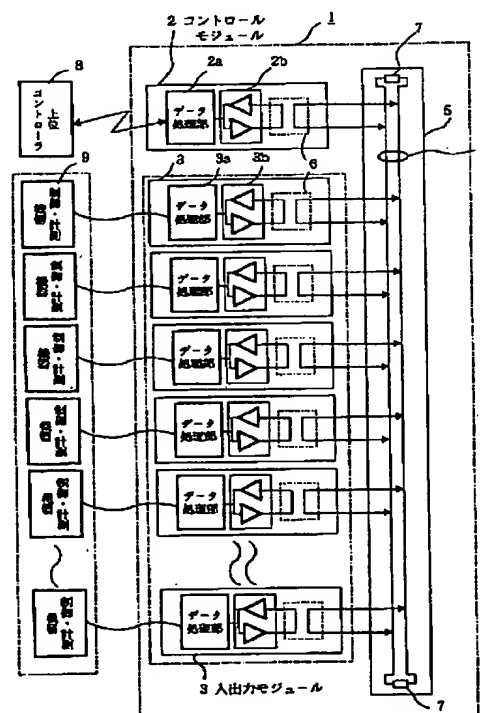 2 コントロール
モジュール
1
2a
2b
データ
処理部
8
上位
コントローラ
7
5
6
9
3
3a
3b
6
データ
処理部
制御・計測
機器
データ
処理部
制御・計測
機器
データ
処理部
制御・計測
機器
データ
処理部
制御・計測
機器
データ
処理部
制御・計測
機器
データ
処理部
制御・計測
機器
3 入出力モジュール
7